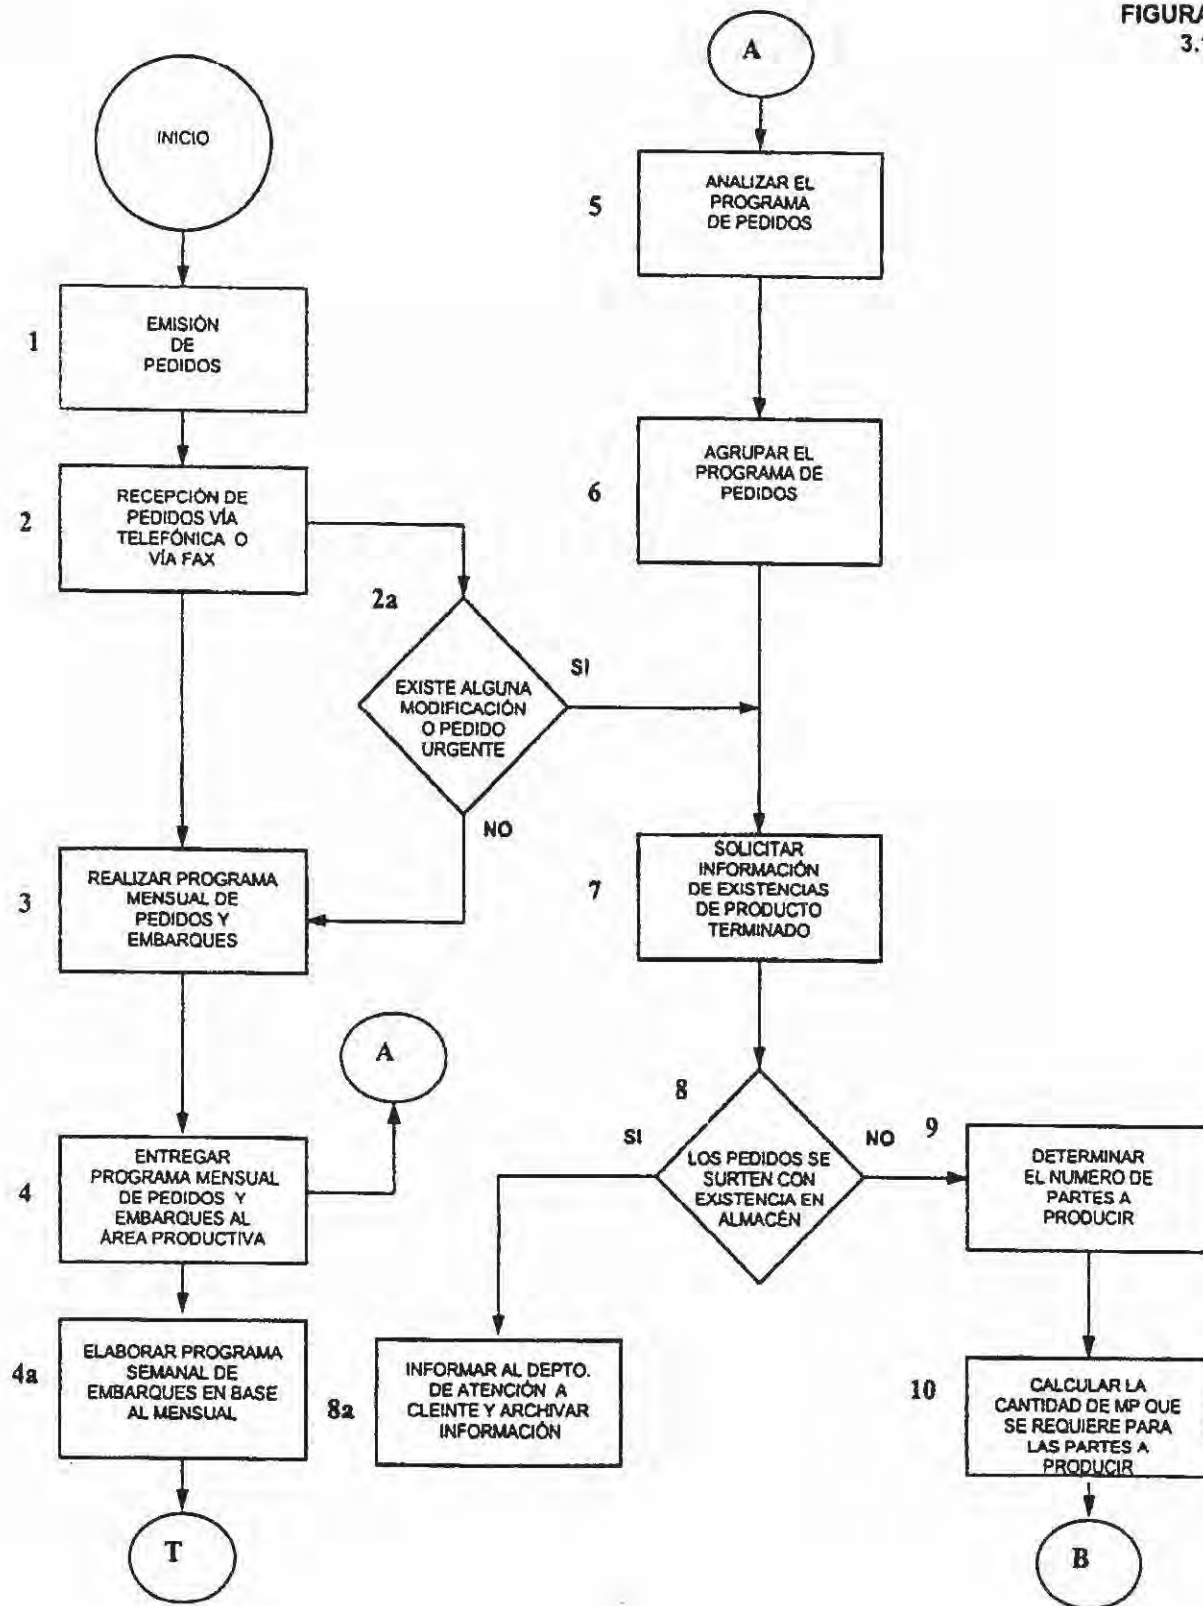 FIGURA
3.1
INICIO
1
EMISIÓN
DE
PEDIDOS
2
RECEPCIÓN DE
PEDIDOS VÍA
TELEFÓNICA O
VÍA FAX
2a
EXISTE ALGUNA
MODIFICACIÓN
O PEDIDO
URGENTE
SI
NO
3
REALIZAR PROGRAMA
MENSUAL DE
PEDIDOS Y
EMBARQUES
A
4
ENTREGAR
PROGRAMA MENSUAL
DE PEDIDOS Y
EMBARQUES AL
ÁREA PRODUCTIVA
4a
ELABORAR PROGRAMA
SEMANAL DE
EMBARQUES EN BASE
AL MENSUAL
T
A
5
ANALIZAR EL
PROGRAMA
DE PEDIDOS
6
AGRUPAR EL
PROGRAMA DE
PEDIDOS
7
SOLICITAR
INFORMACIÓN
DE EXISTENCIAS
DE PRODUCTO
TERMINADO
8
LOS PEDIDOS SE
SURTEN CON
EXISTENCIA EN
ALMACÉN
SI
NO
8a
INFORMAR AL DEPTO.
DE ATENCIÓN A
CLEINTE Y ARCHIVAR
INFORMACIÓN
9
DETERMINAR
EL NUMERO DE
PARTES A
PRODUCIR
10
CALCULAR LA
CANTIDAD DE MP QUE
SE REQUIERE PARA
LAS PARTES A
PRODUCIR
B